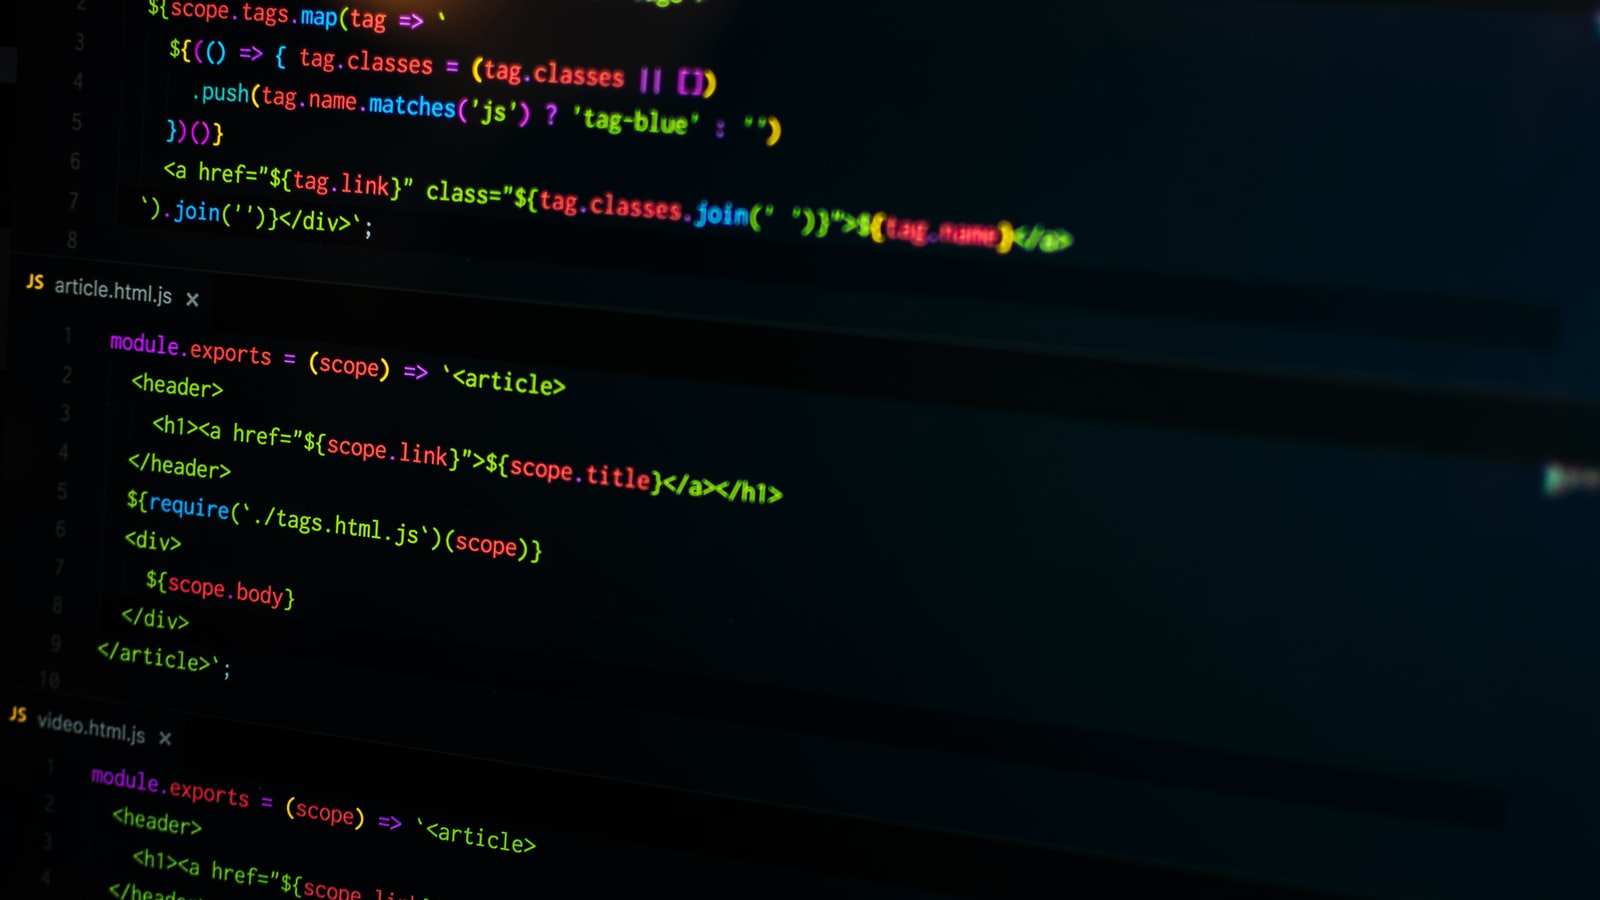 2 ${scope.tags.map(tag => `
3 ${(() => { tag.classes = (tag.classes || [])
4 .push(tag.name.matches('js') ? 'tag-blue' : '')
5 })()}
6 <a href="${tag.link}" class="${tag.classes.join(' ')}">${tag.name}</a>
7 `).join('')}</div>`;
8
JS article.html.js ×
1 module.exports = (scope) => `<article>
2 <header>
3 <h1><a href="${scope.link}">${scope.title}</a></h1>
4 </header>
5 ${require(`./tags.html.js`)(scope)}
6 <div>
7 ${scope.body}
8 </div>
9 </article>`;
10
JS video.html.js ×
1 module.exports = (scope) => `<article>
2 <header>
3 <h1><a href="${scope.link
4 </header>